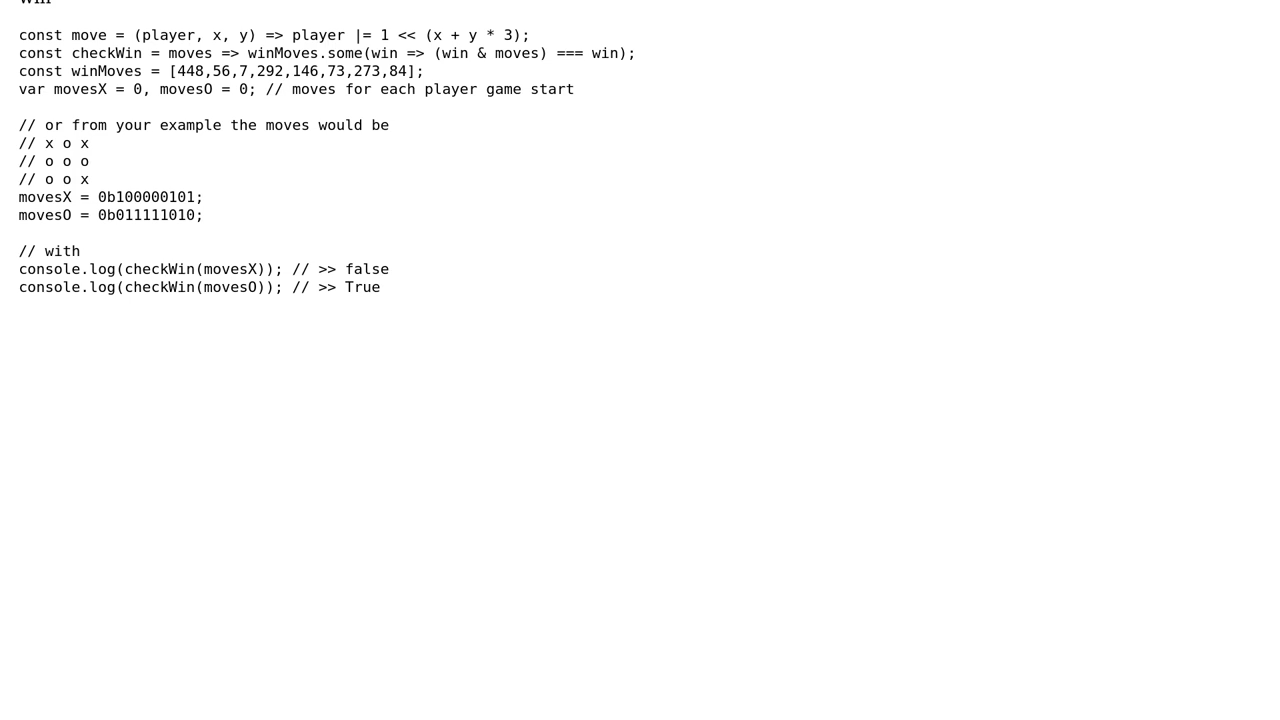 const move = (player, x, y) => player |= 1 << (x + y * 3);
const checkWin = moves => winMoves.some(win => (win & moves) === win);
const winMoves = [448,56,7,292,146,73,273,84];
var movesX = 0, movesO = 0; // moves for each player game start

// or from your example the moves would be
// x o x
// o o o
// o o x
movesX = 0b100000101;
movesO = 0b011111010;

// with
console.log(checkWin(movesX)); // >> false
console.log(checkWin(movesO)); // >> True